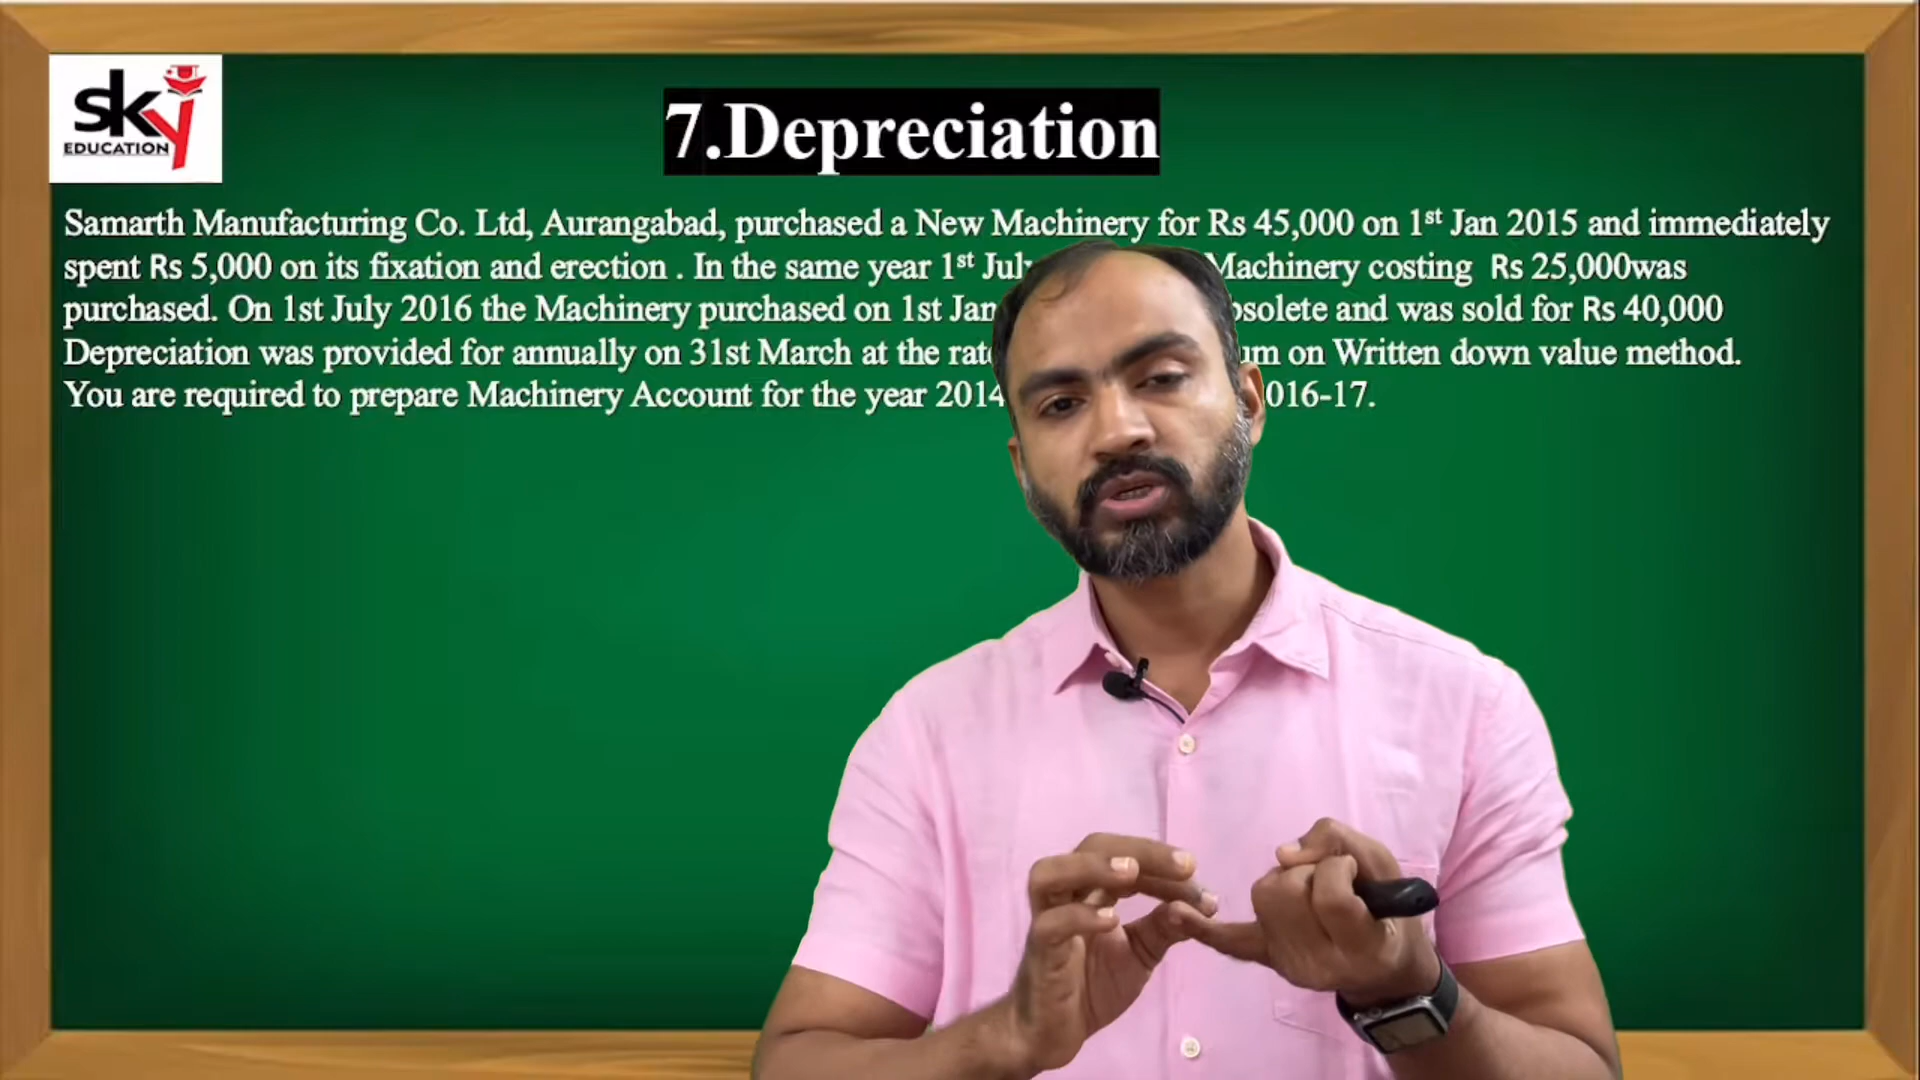 sky
EDUCATION
7.Depreciation
Samarth Manufacturing Co. Ltd, Aurangabad, purchased a New Machinery for Rs 45,000 on 1st Jan 2015 and immediately
spent Rs 5,000 on its fixation and erection . In the same year 1st Machinery costing Rs 25,000was
purchased. On 1st July 2016 the Machinery purchased on 1st Jan and was sold for Rs 40,000
Depreciation was provided for annually on 31st March at the on Written down value method.
You are required to prepare Machinery Account for the year 2014 016-17.